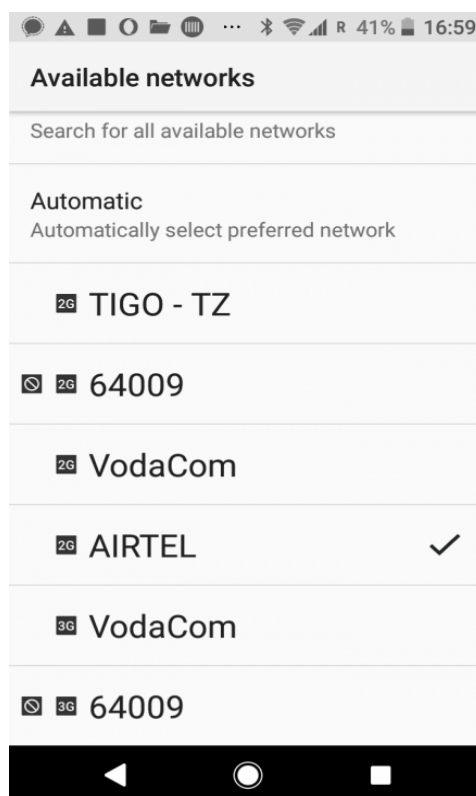 R 41% 16:59
Available networks
Search for all available networks
Automatic
Automatically select preferred network
2G TIGO - TZ
2G 64009
2G VodaCom
2G AIRTEL
3G VodaCom
3G 64009